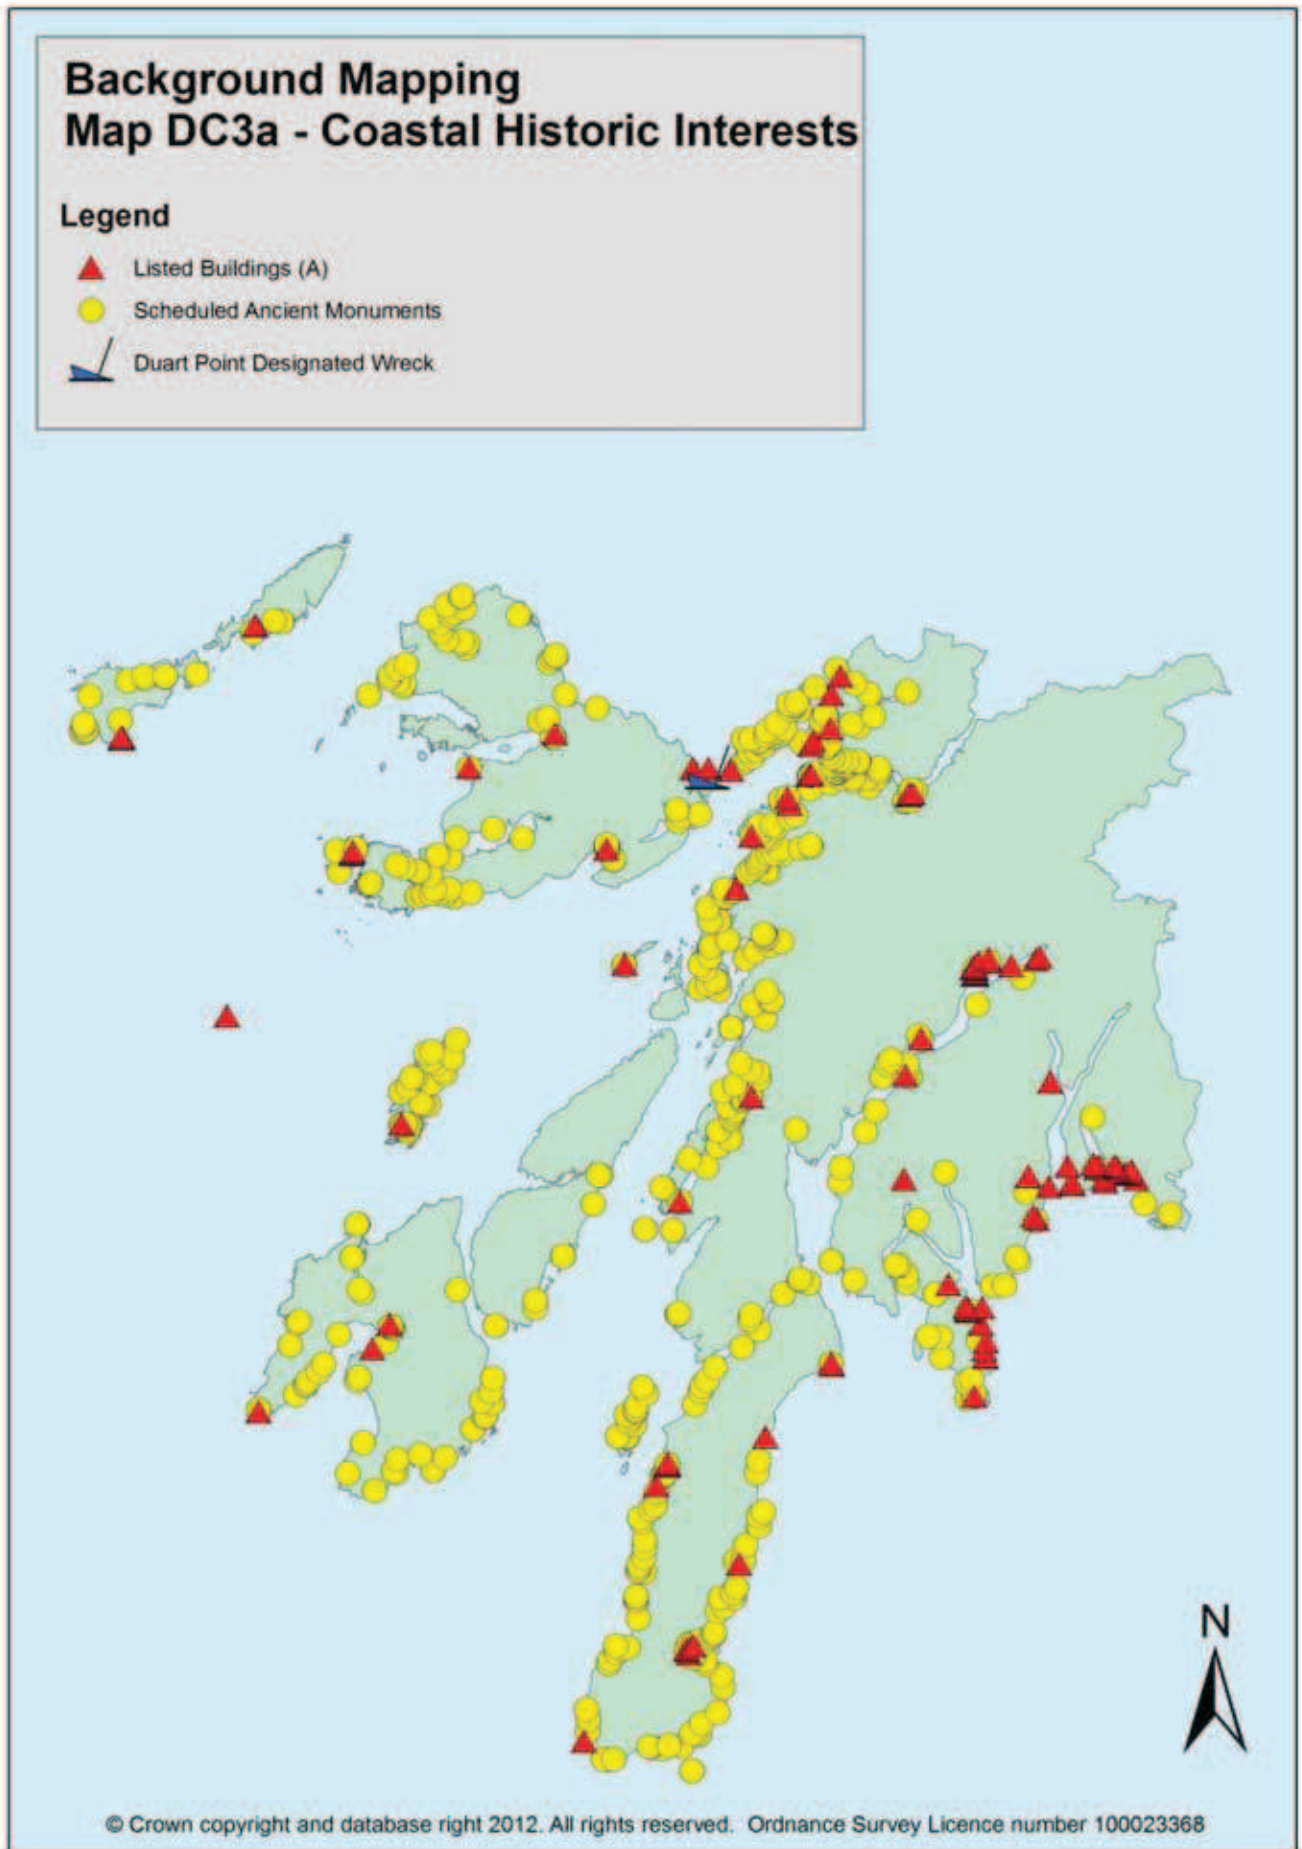 Background Mapping
Map DC3a - Coastal Historic Interests
Legend
Listed Buildings (A)
Scheduled Ancient Monuments
Duart Point Designated Wreck
N
© Crown copyright and database right 2012. All rights reserved. Ordnance Survey Licence number 100023368